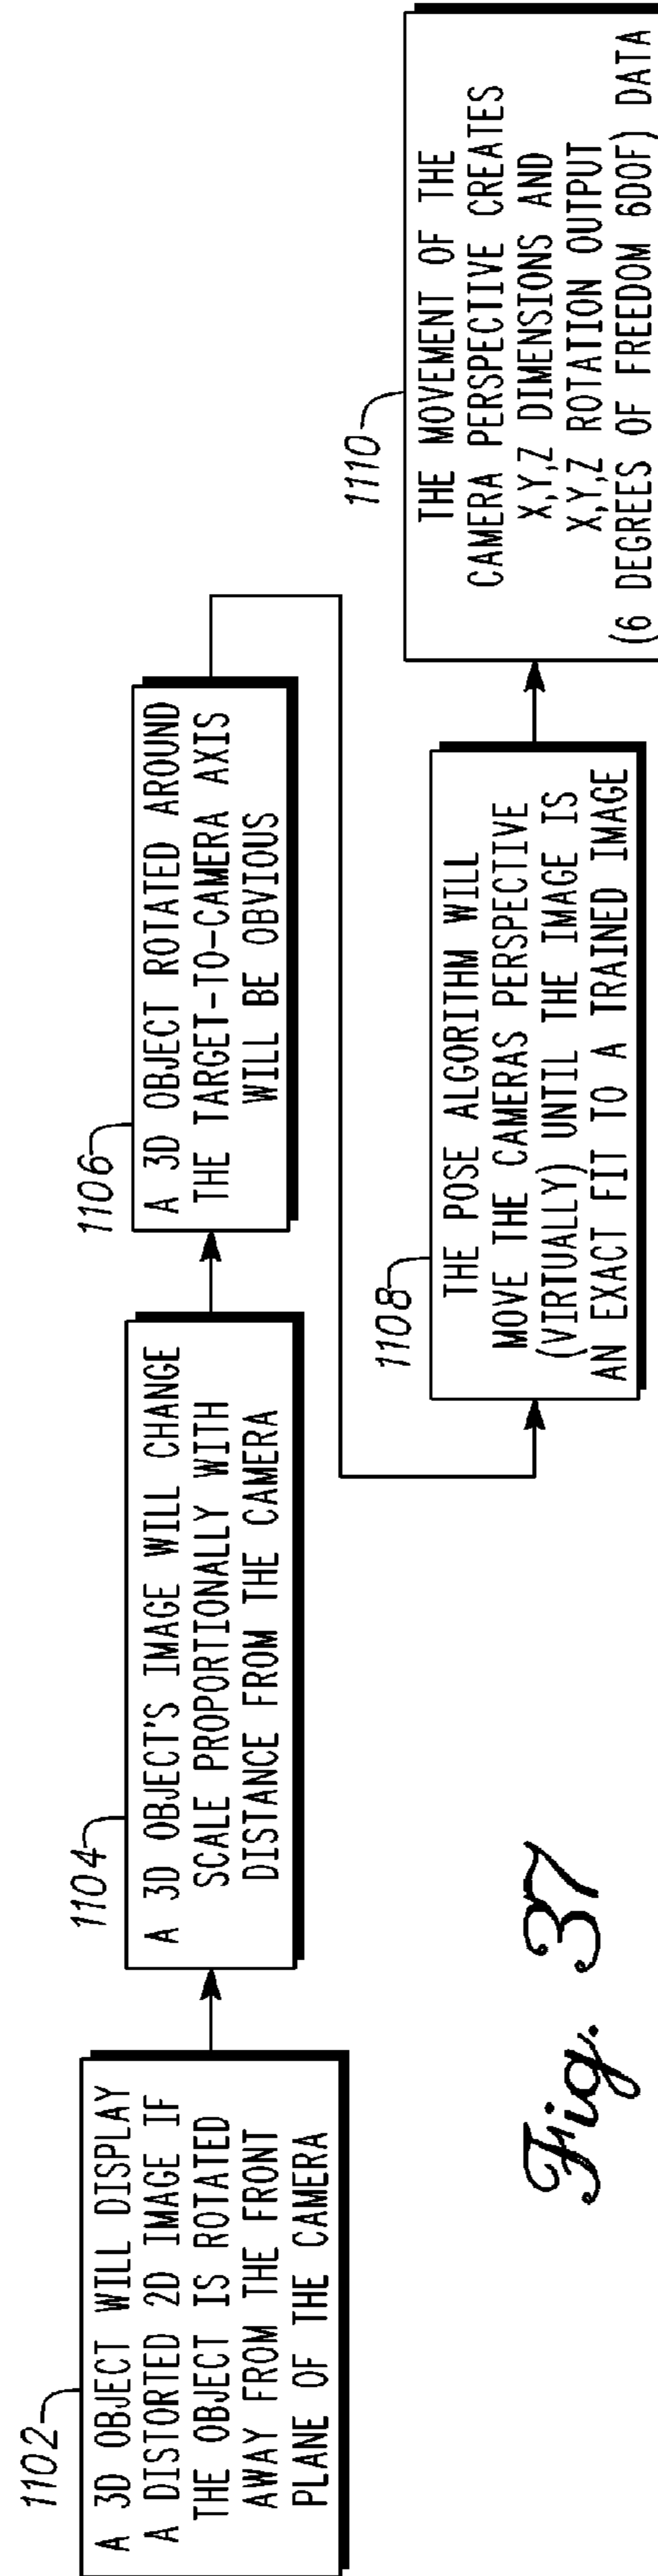 1102
A 3D OBJECT WILL DISPLAY
A DISTORTED 2D IMAGE IF
THE OBJECT IS ROTATED
AWAY FROM THE FRONT
PLANE OF THE CAMERA
1104
A 3D OBJECT'S IMAGE WILL CHANGE
SCALE PROPORTIONALLY WITH
DISTANCE FROM THE CAMERA
1106
A 3D OBJECT ROTATED AROUND
THE TARGET-TO-CAMERA AXIS
WILL BE OBVIOUS
1108
THE POSE ALGORITHM WILL
MOVE THE CAMERAS PERSPECTIVE
(VIRTUALLY) UNTIL THE IMAGE IS
AN EXACT FIT TO A TRAINED IMAGE
1110
THE MOVEMENT OF THE
CAMERA PERSPECTIVE CREATES
X,Y,Z DIMENSIONS AND
X,Y,Z ROTATION OUTPUT
(6 DEGREES OF FREEDOM 6DOF) DATA
Fig. 37